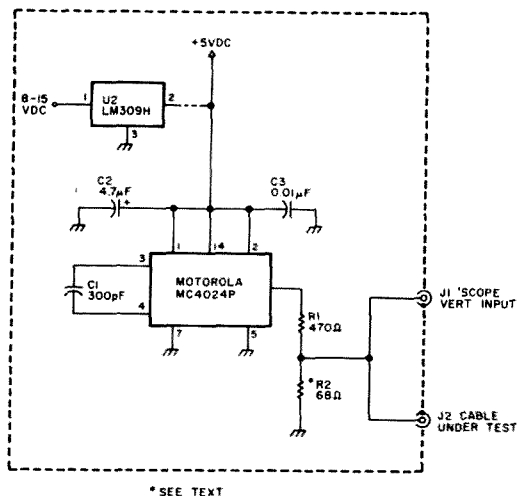 +5VDC
8-15
VDC
1
U2
LM309H
2
3
C2
4.7µF
+
C3
0.01µF
1
14
2
3
C1
300pF
4
MOTOROLA
MC4024P
7
5
R1
470Ω
*R2
68Ω
J1 'SCOPE
VERT INPUT
J2 CABLE
UNDER TEST
*SEE TEXT